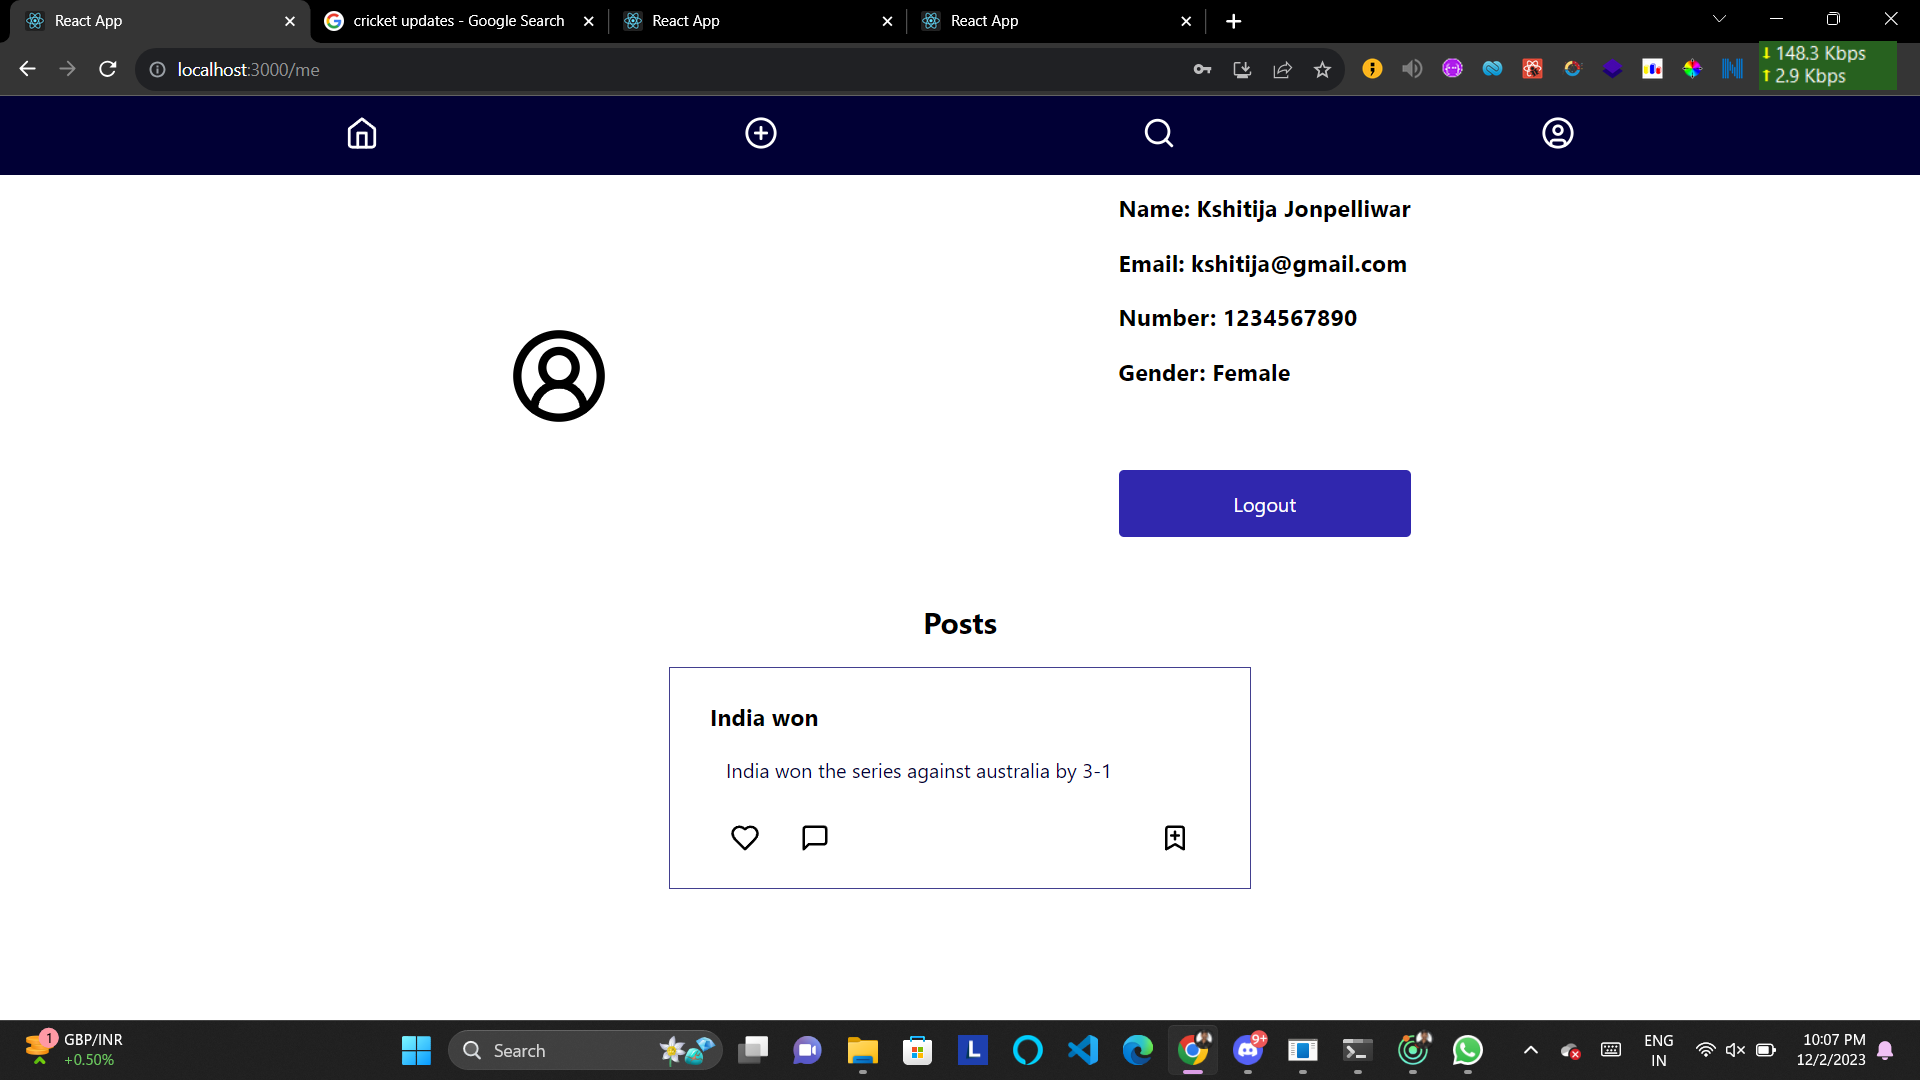 React App
cricket updates - Google Search
React App
React App
localhost:3000/me
148.3 Kbps
2.9 Kbps
Name: Kshitija Jonpelliwar
Email: kshitija@gmail.com
Number: 1234567890
Gender: Female
Logout
Posts
India won
India won the series against australia by 3-1
1
GBP/INR
+0.50%
Search
L
9+
ENG
IN
10:07 PM
12/2/2023